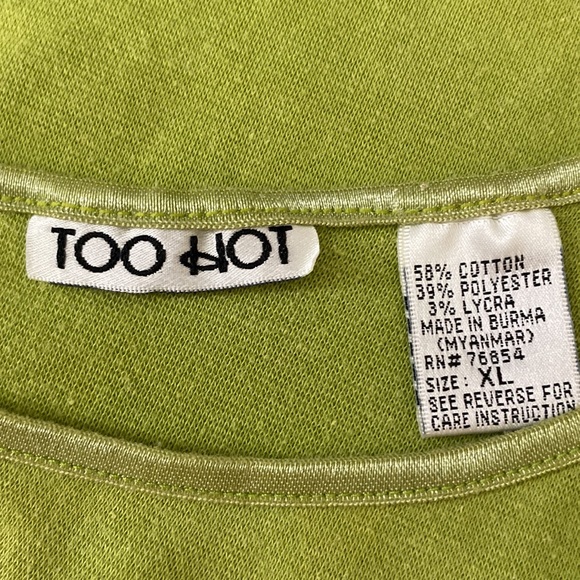 TOO HOT
58% COTTON
39% POLYESTER
3% LYCRA
MADE IN BURMA
(MYANMAR)
RN# 76854
SIZE: XL
SEE REVERSE FOR
CARE INSTRUCTION